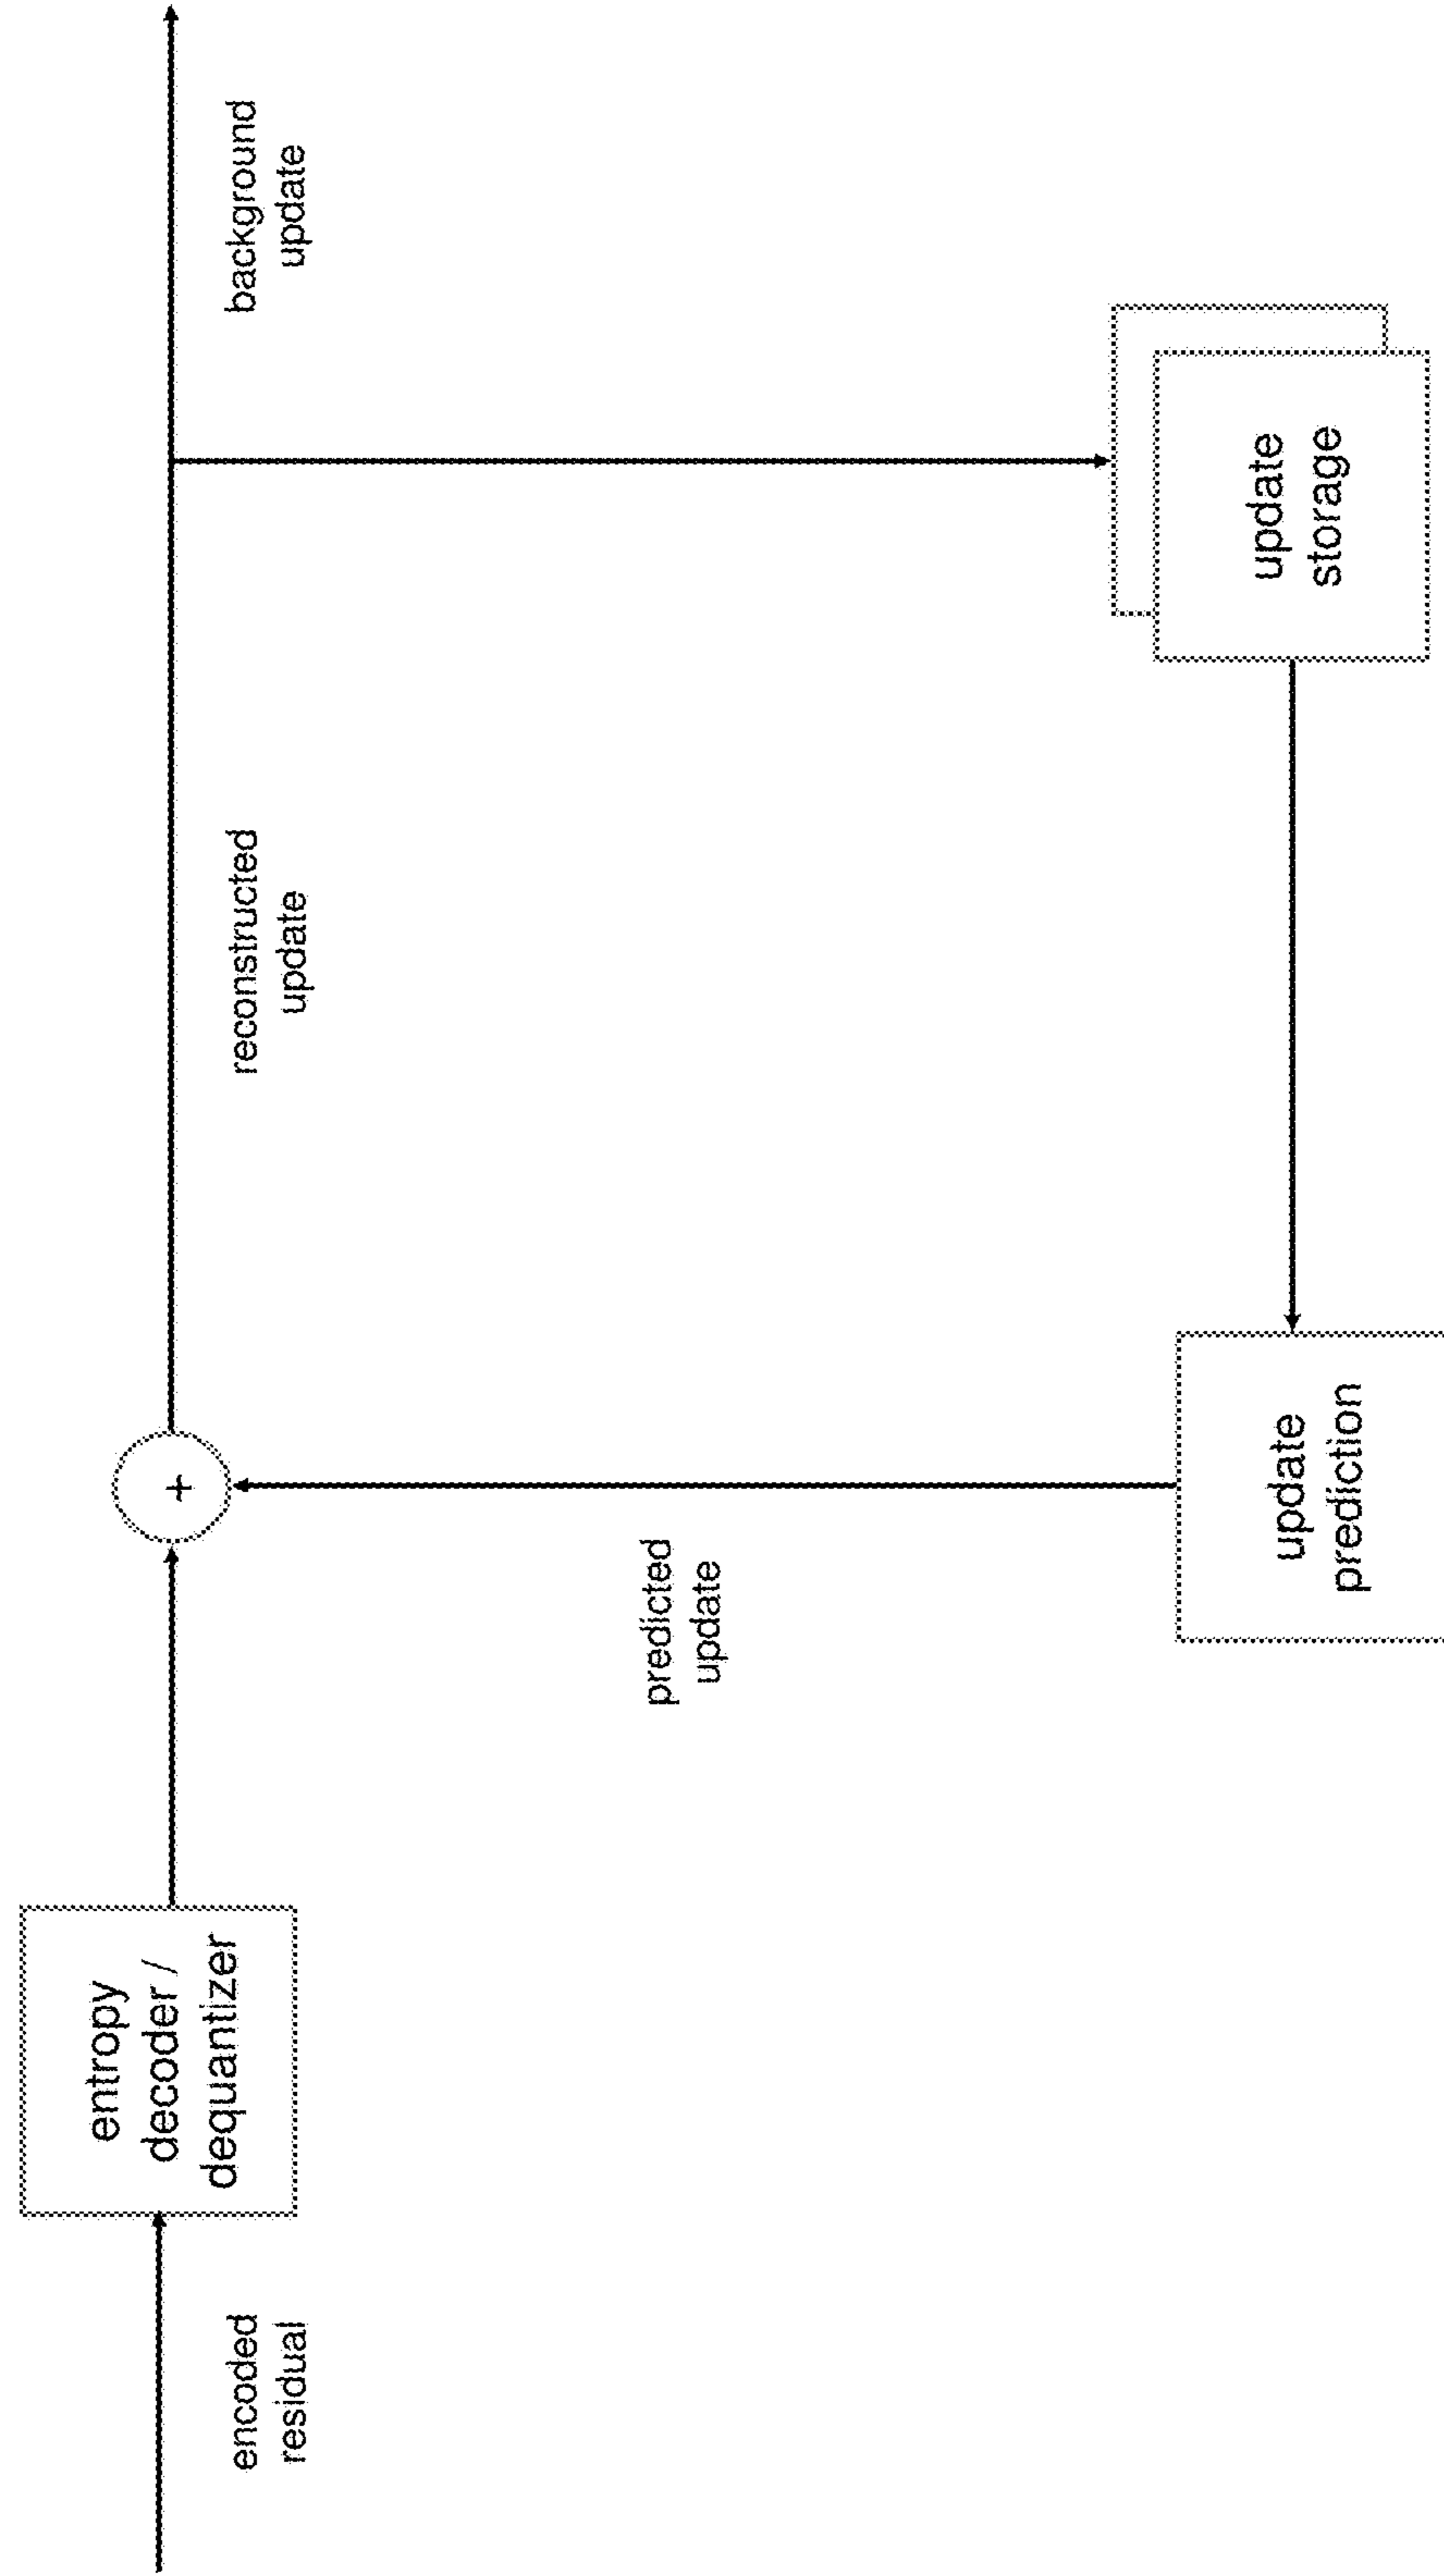 encoded
residual
entropy
decoder /
dequantizer
+
predicted
update
reconstructed
update
background
update
update
prediction
update
storage